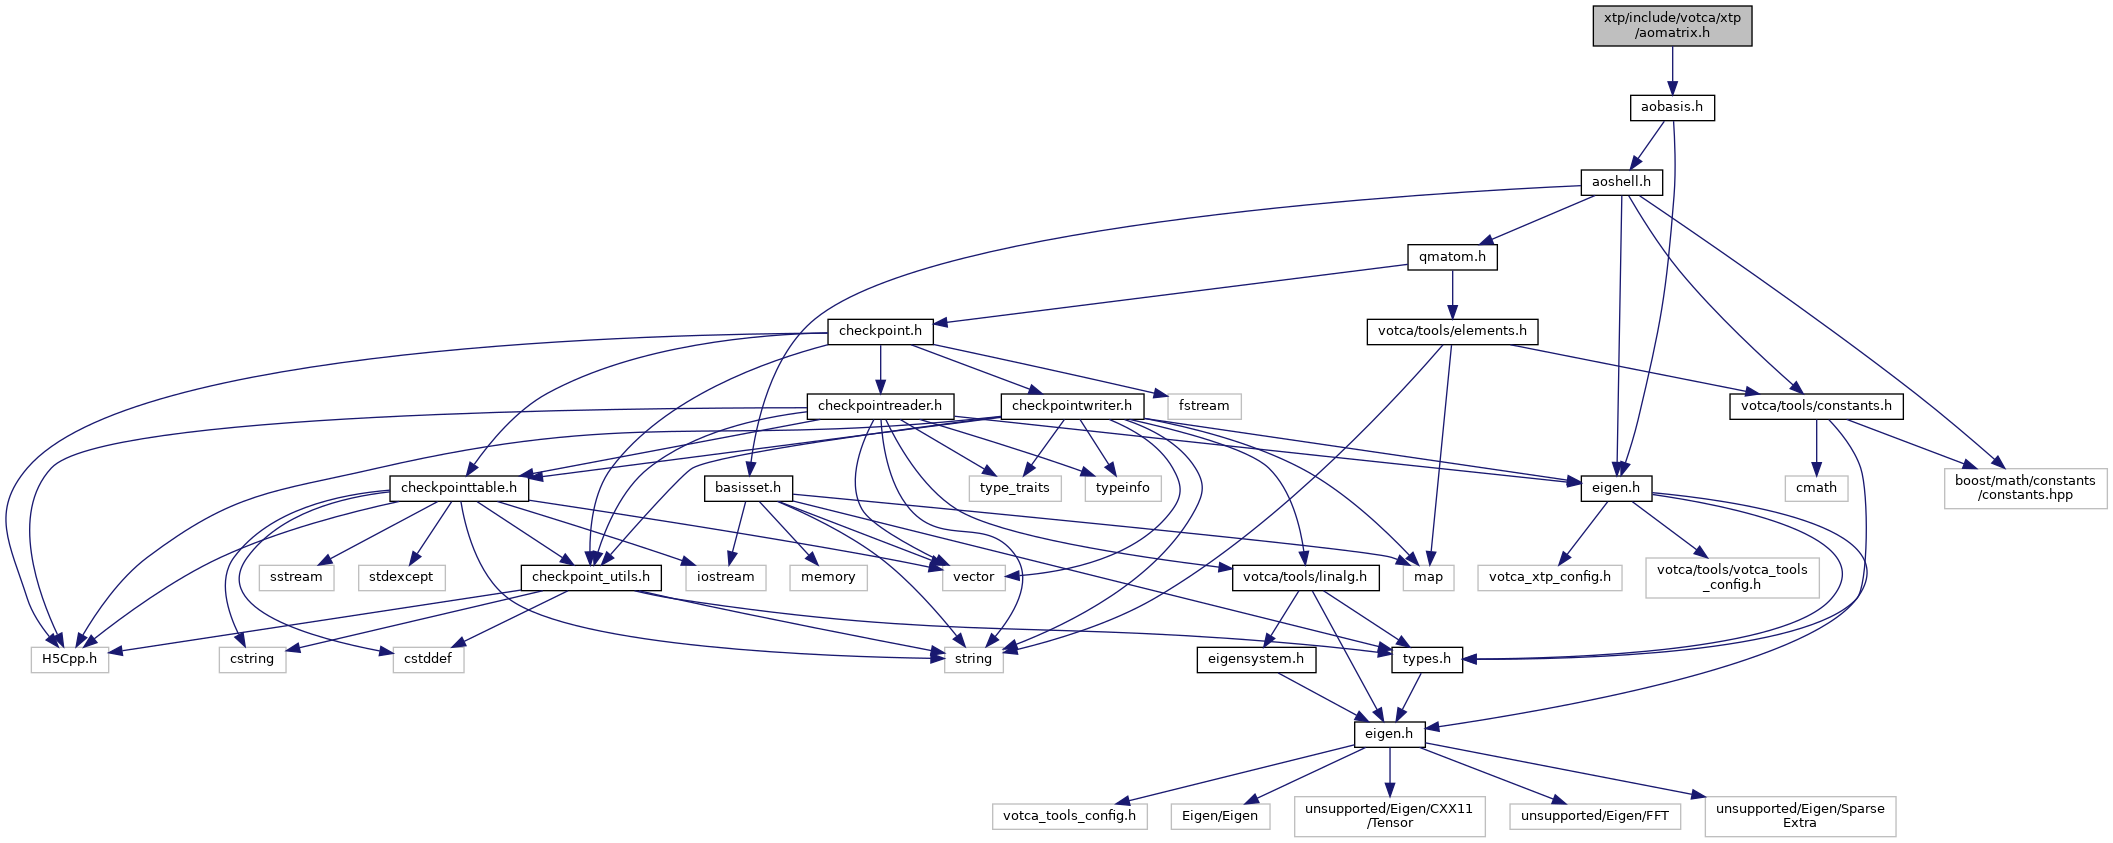 xtp/include/votca/xtp
/aomatrix.h
aobasis.h
aoshell.h
qmatom.h
checkpoint.h
votca/tools/elements.h
checkpointreader.h
checkpointwriter.h
fstream
votca/tools/constants.h
checkpointtable.h
basisset.h
type_traits
typeinfo
eigen.h
cmath
boost/math/constants
/constants.hpp
sstream
stdexcept
checkpoint_utils.h
iostream
memory
vector
votca/tools/linalg.h
map
votca_xtp_config.h
votca/tools/votca_tools
_config.h
H5Cpp.h
cstring
cstddef
string
eigensystem.h
types.h
eigen.h
votca_tools_config.h
Eigen/Eigen
unsupported/Eigen/CXX11
/Tensor
unsupported/Eigen/FFT
unsupported/Eigen/Sparse
Extra